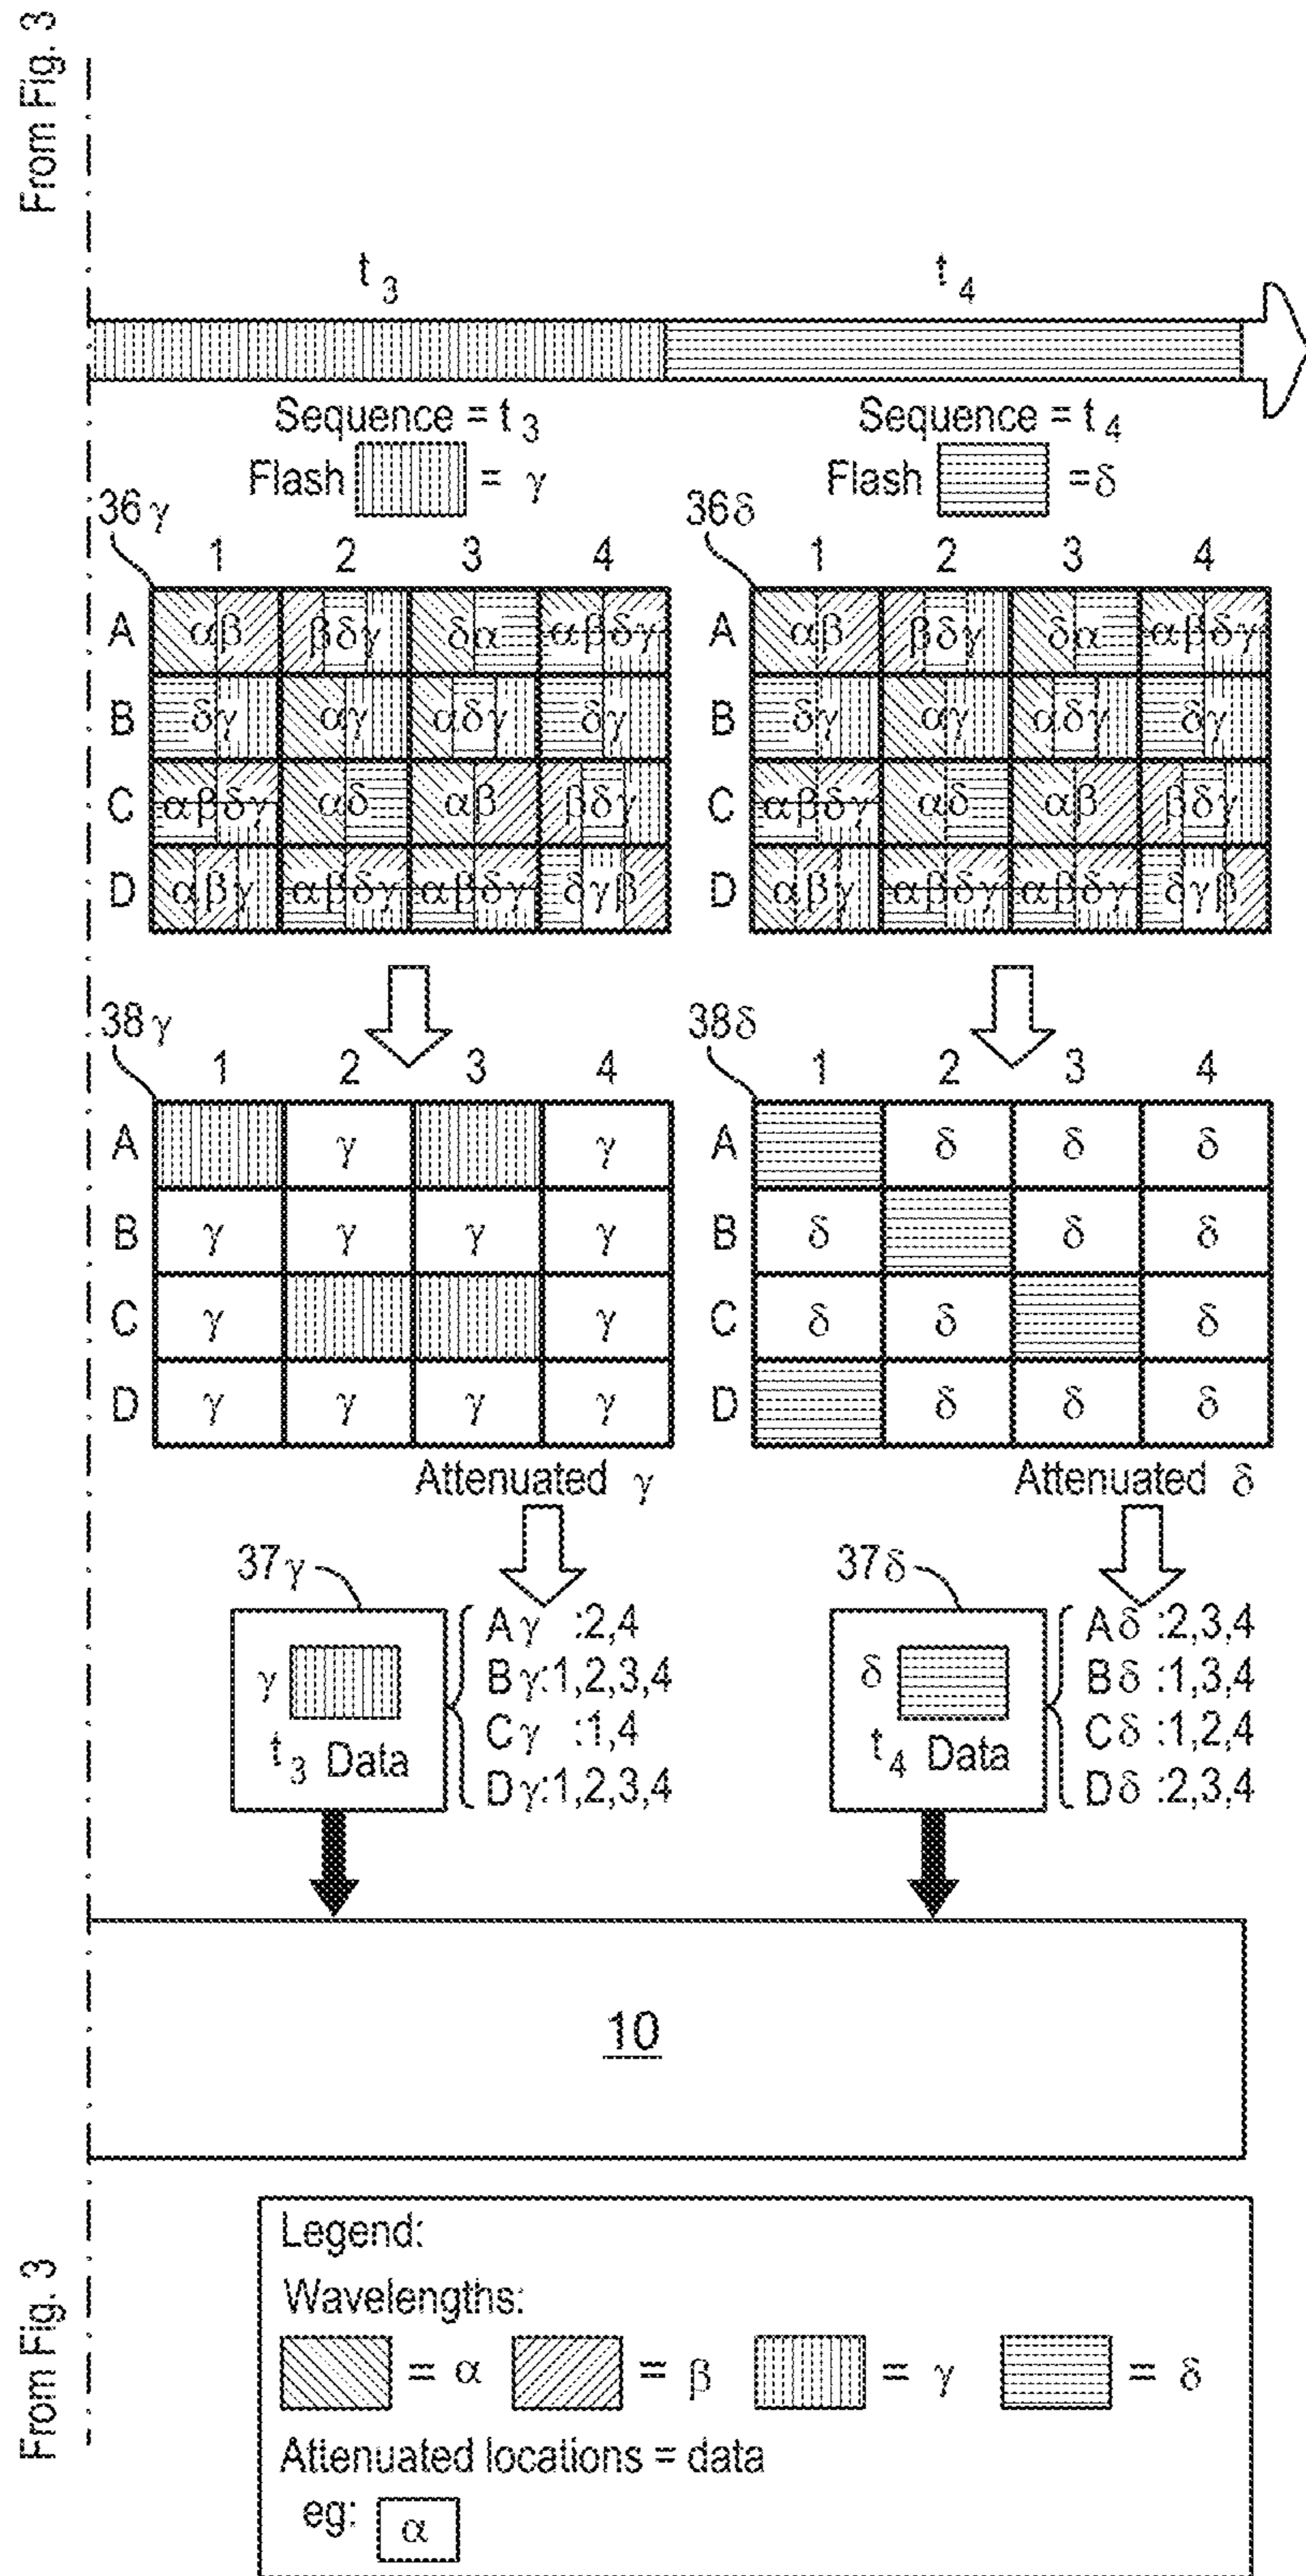 From Fig. 3
t3 t4
Sequence = t3 Sequence = t4
Flash = γ Flash =δ
36γ 36δ
1 2 3 4 1 2 3 4
A αβ βδγ δα αβδγ A αβ βδγ δα αβδγ
B δγ αγ αδγ δγ B δγ αγ αδγ δγ
C αβδγ αδ αβ βδγ C αβδγ αδ αβ βδγ
D αβγ αβδγ αβδγ δγβ D αβγ αβδγ αβδγ δγβ
38γ 38δ
1 2 3 4 1 2 3 4
A γ γ A δ δ δ
B γ γ γ γ B δ δ δ
C γ γ C δ δ δ
D γ γ γ γ D δ δ δ
Attenuated γ Attenuated δ
37γ 37δ
γ
t3 Data
Aγ :2,4
Bγ:1,2,3,4
Cγ :1,4
Dγ:1,2,3,4
δ
t4 Data
Aδ :2,3,4
Bδ :1,3,4
Cδ :1,2,4
Dδ :2,3,4
10
From Fig. 3
Legend:
Wavelengths:
= α = β = γ = δ
Attenuated locations = data
eg: α